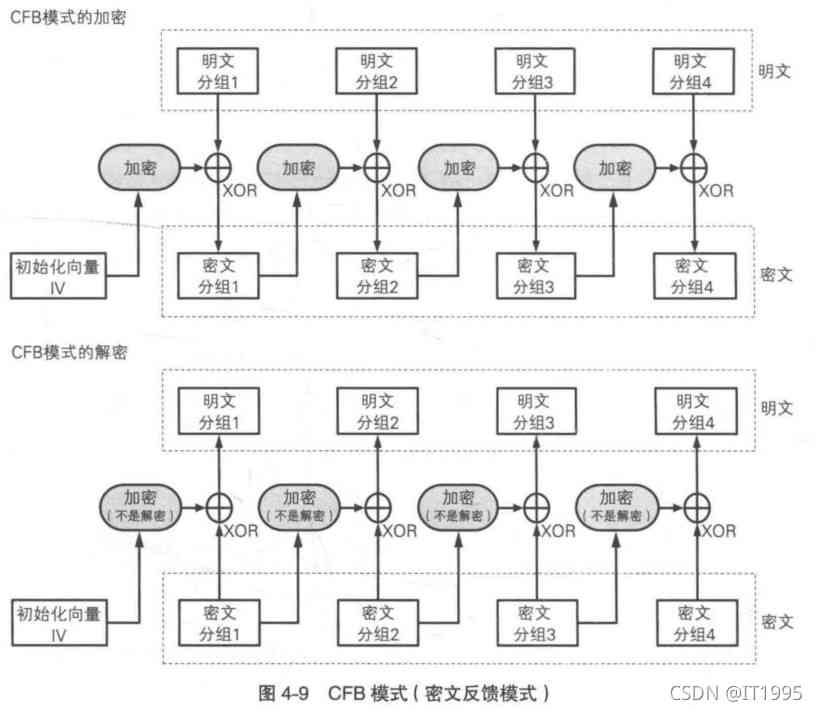 CFB模式的加密
明文
分组1
明文
分组2
明文
分组3
明文
分组4
明文
加密
XOR
加密
XOR
加密
XOR
加密
XOR
初始化向量
IV
密文
分组1
密文
分组2
密文
分组3
密文
分组4
密文
CFB模式的解密
明文
分组1
明文
分组2
明文
分组3
明文
分组4
明文
加密
(不是解密)
XOR
加密
(不是解密)
XOR
加密
(不是解密)
XOR
加密
(不是解密)
XOR
初始化向量
IV
密文
分组1
密文
分组2
密文
分组3
密文
分组4
密文
图 4-9 CFB 模式(密文反馈模式)
CSDN @IT1995